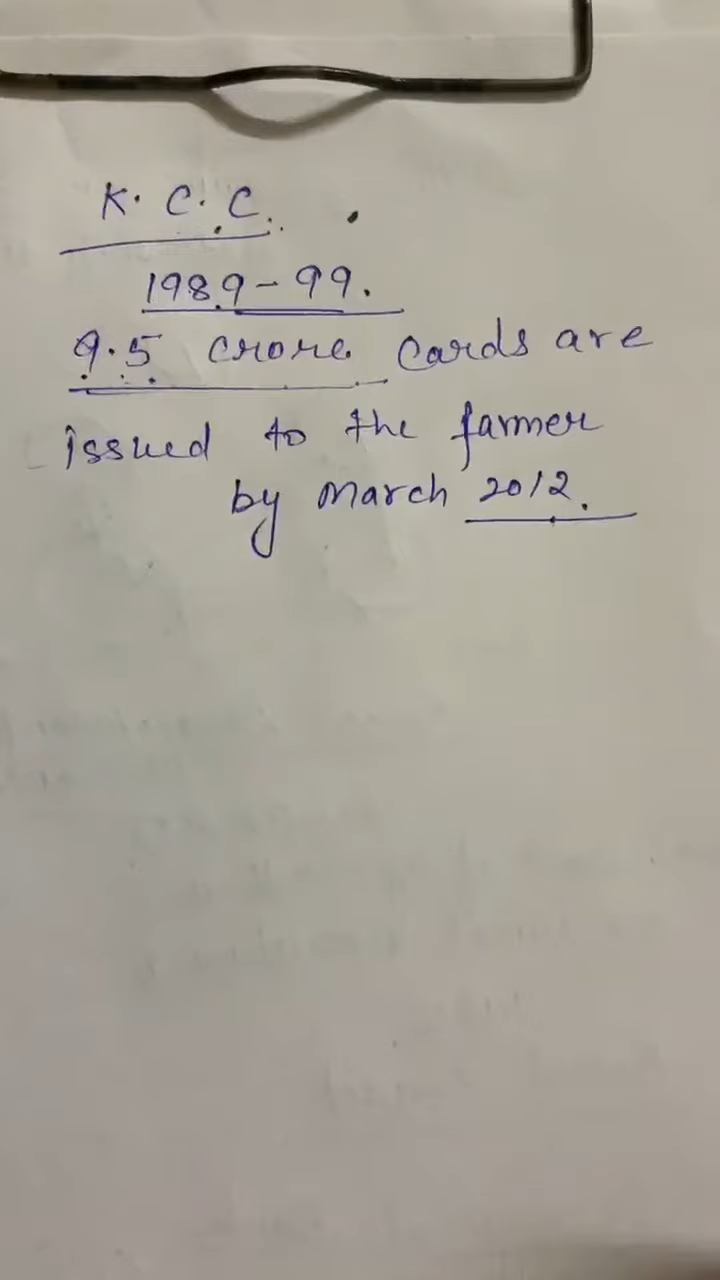 K. C. C.
1989-99.
9.5 crore cards are
issued to the farmer
by March 2012.